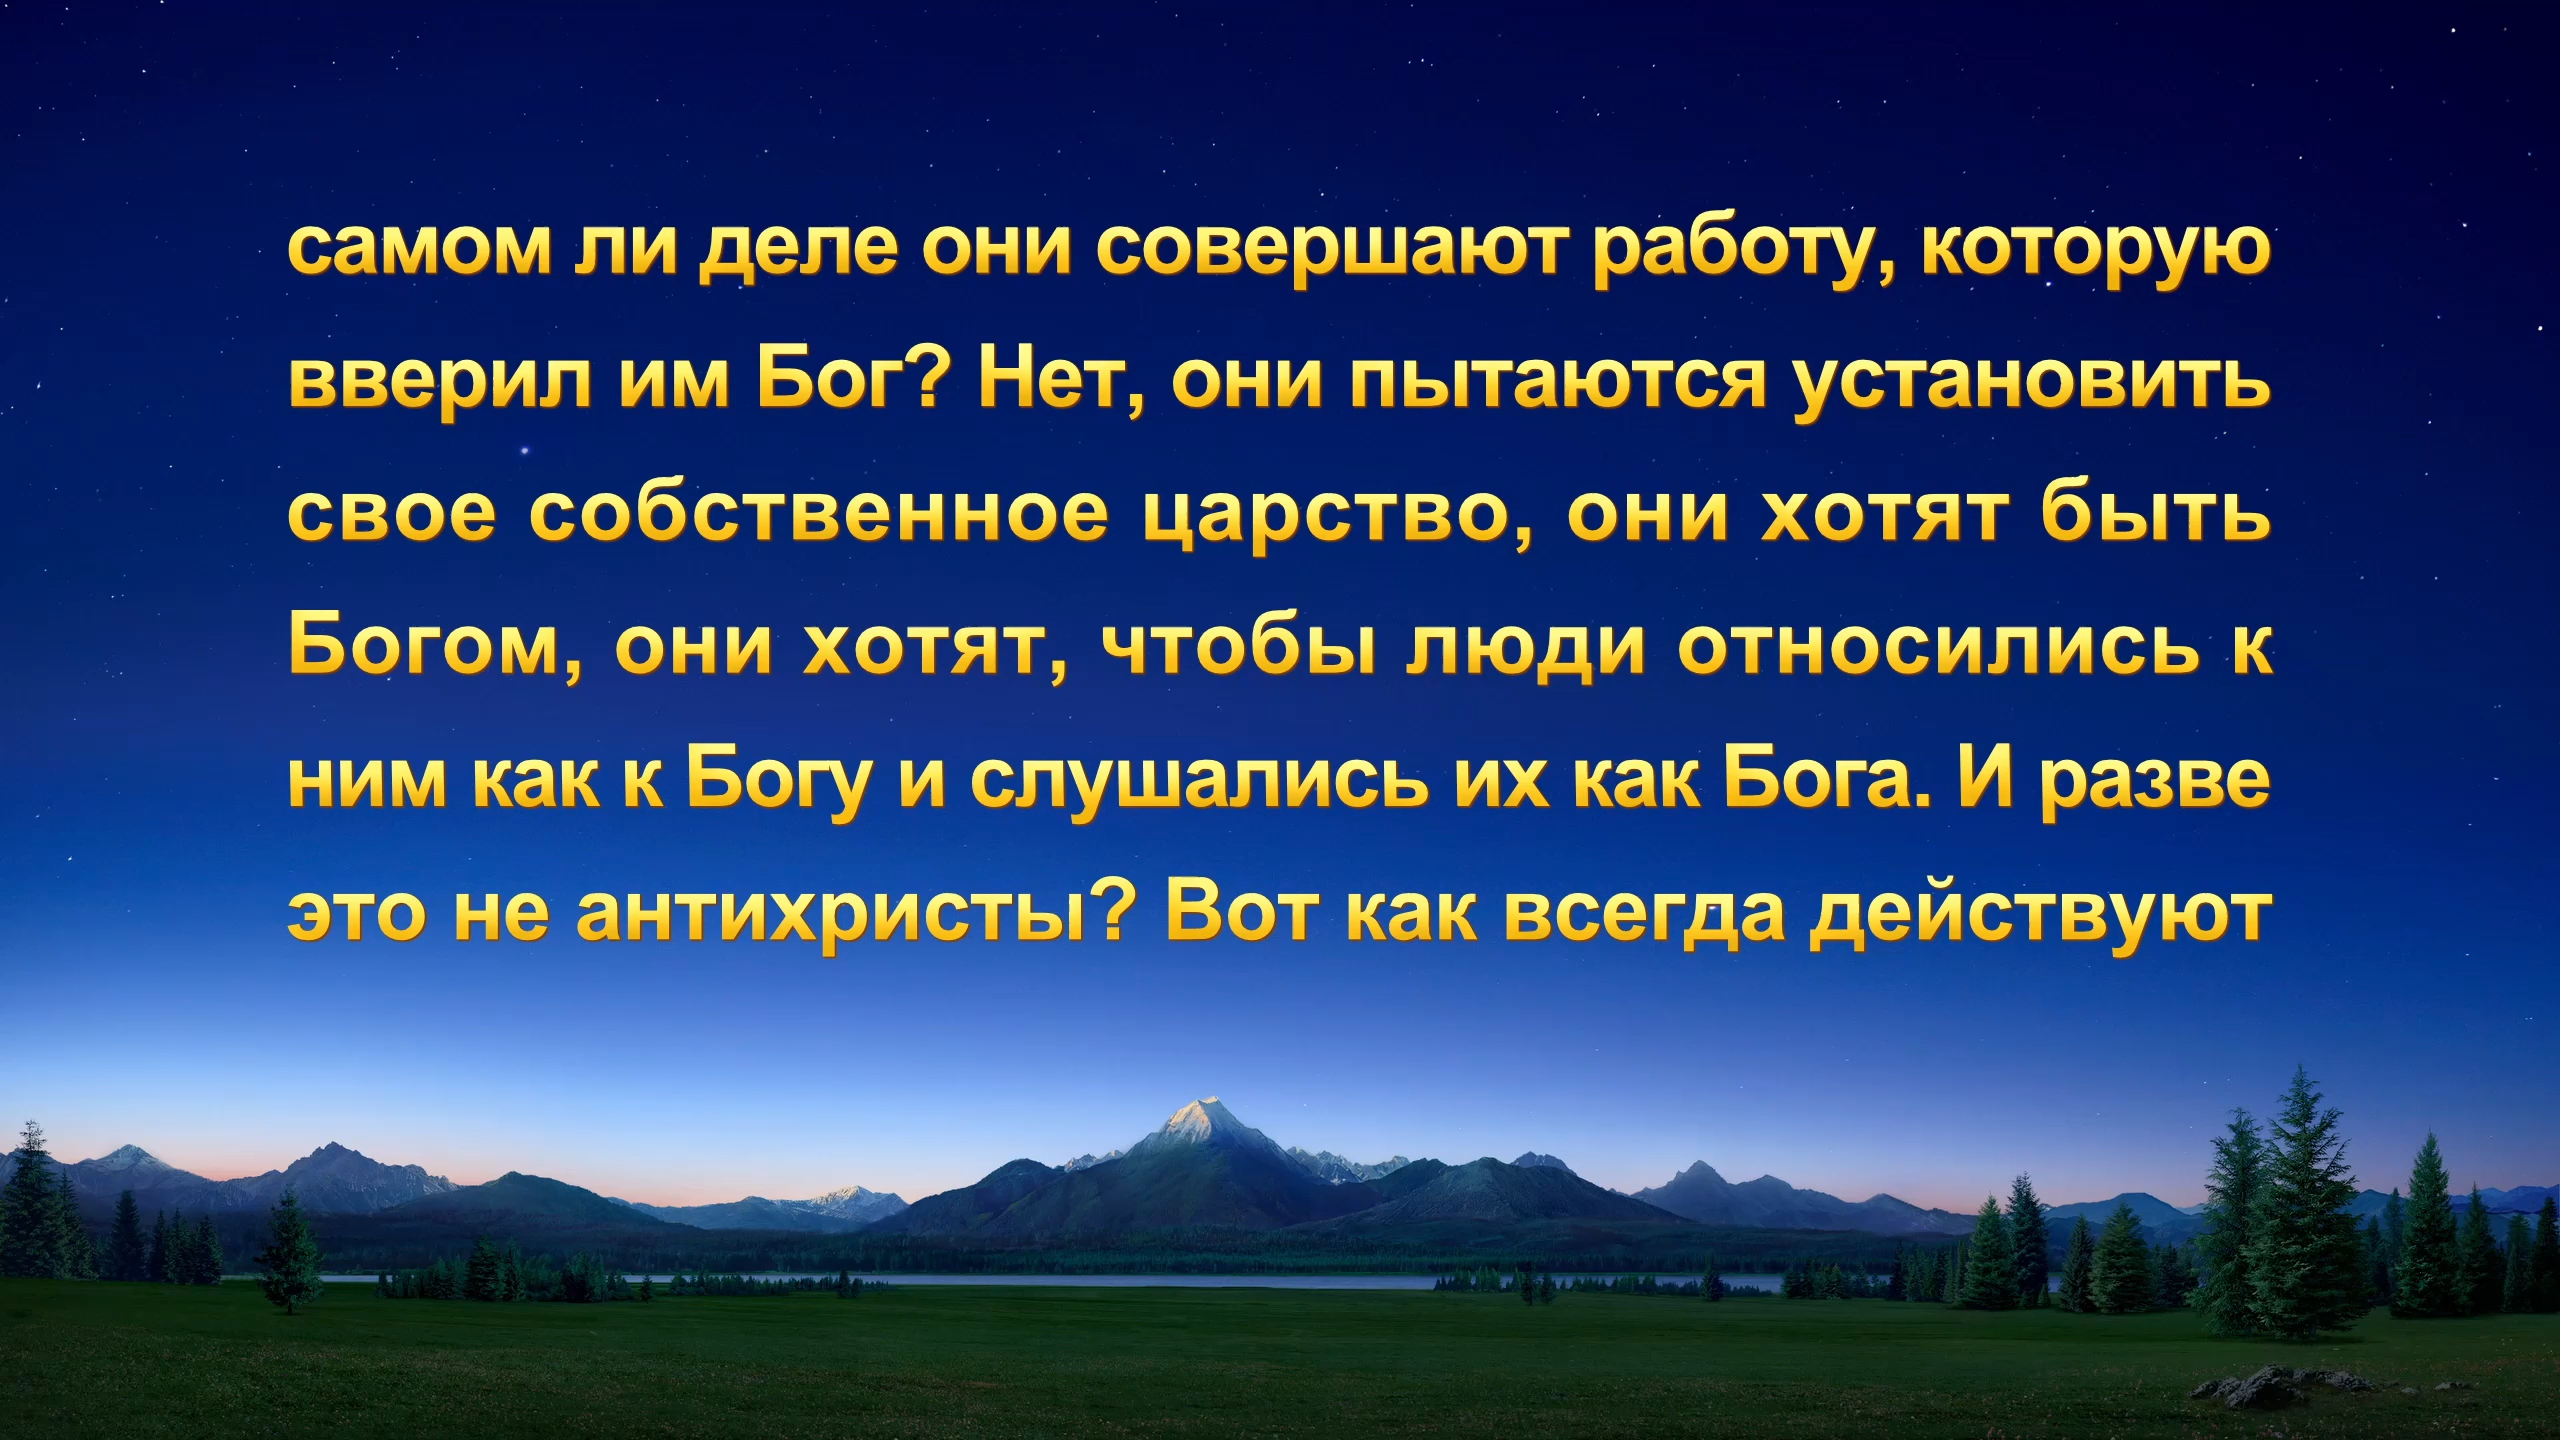 самом ли деле они совершают работу, которую
вверил им Бог? Нет, они пытаются установить
свое собственное царство, они хотят быть
Богом, они хотят, чтобы люди относились к
ним как к Богу и слушались их как Бога. И разве
это не антихристы? Вот как всегда действуют